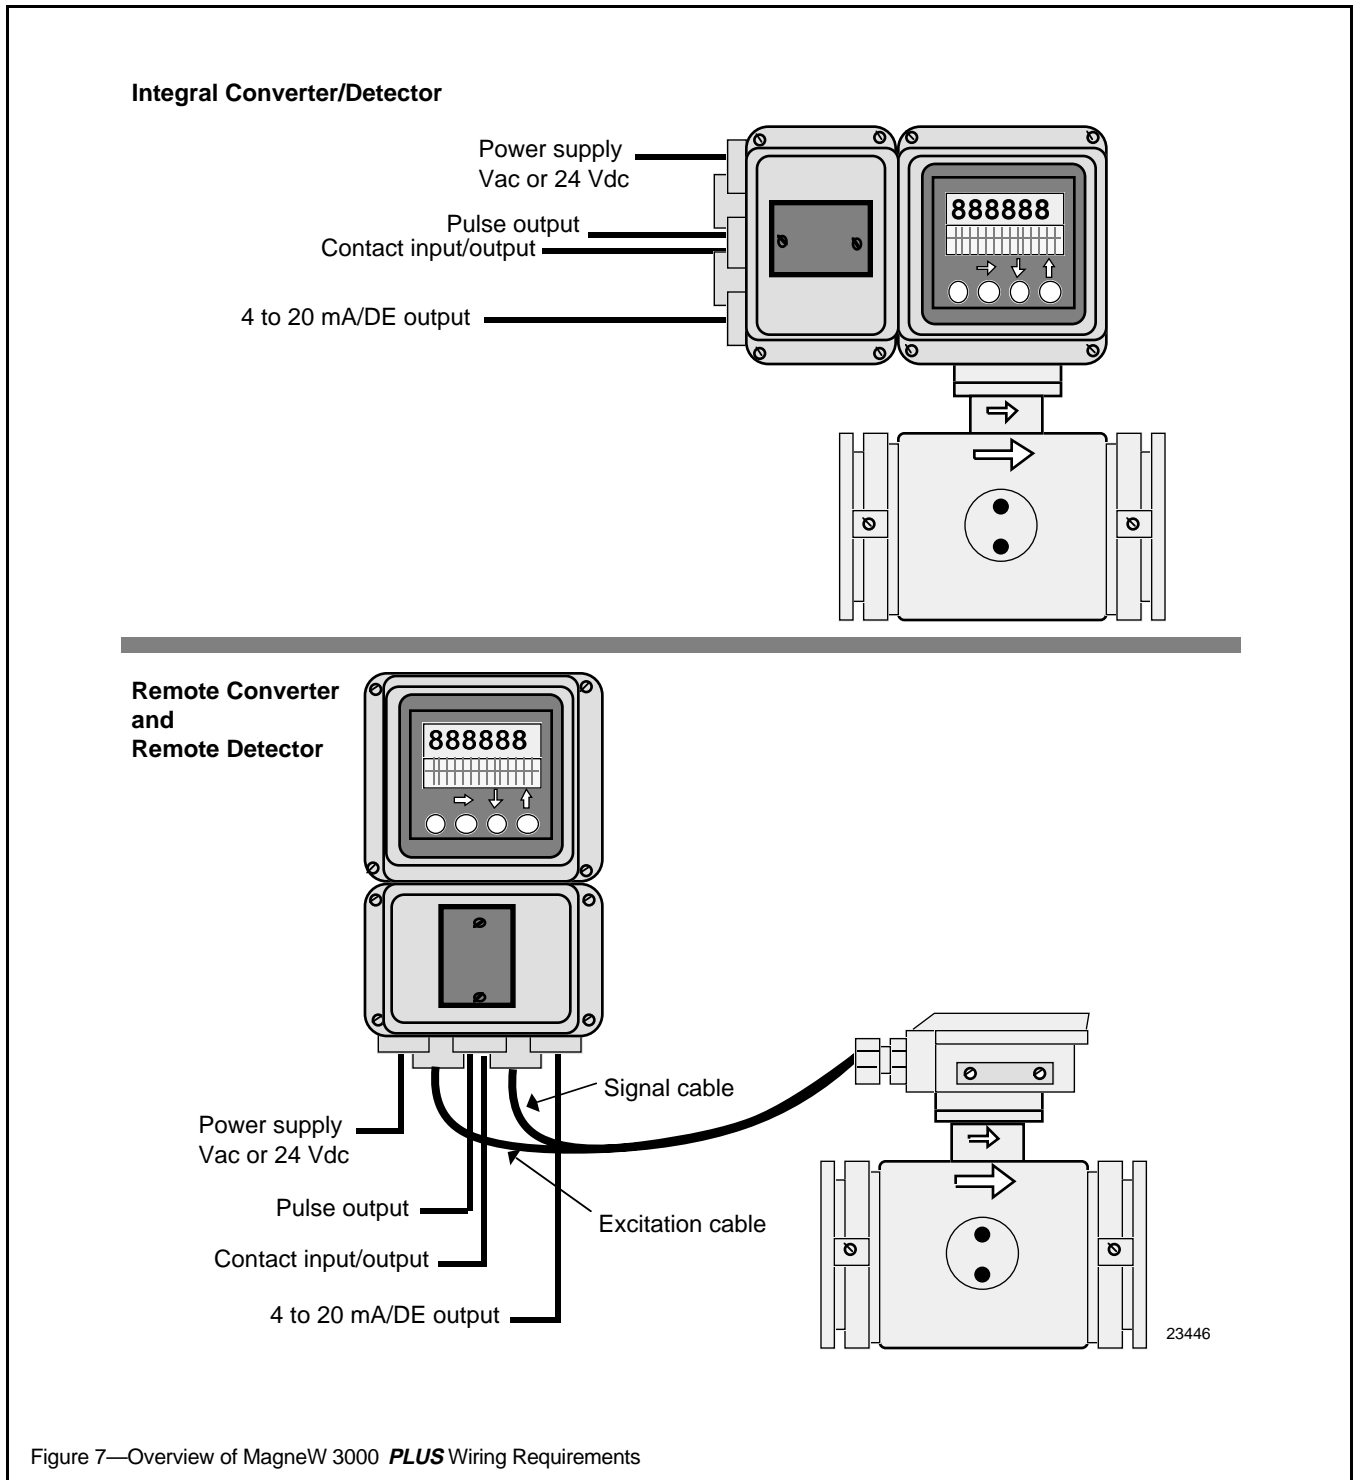 Integral Converter/Detector
Power supply
Vac or 24 Vdc
Pulse output
Contact input/output
4 to 20 mA/DE output
888888
Remote Converter
and
Remote Detector
888888
Signal cable
Power supply
Vac or 24 Vdc
Pulse output
Excitation cable
Contact input/output
4 to 20 mA/DE output
23446
Figure 7—Overview of MagneW 3000 PLUS Wiring Requirements